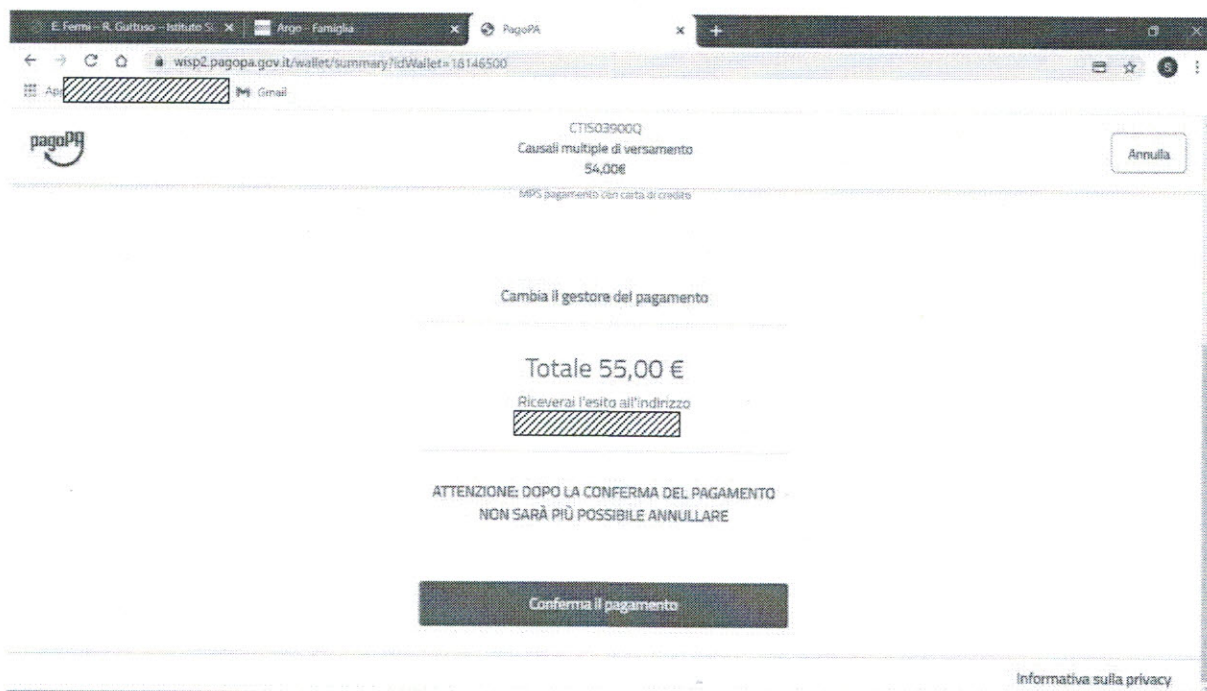 E. Fermi - R. Guttuso - Istituto S
Argo - Famiglia
PagoPA
wisp2.pagopa.gov.it/wallet/summary?idWallet=18146500
S
Gmail
pagoPA
CTIS03900Q
Causali multiple di versamento
54,00€
Annulla
MPS pagamento con carta di credito
Cambia il gestore del pagamento
Totale 55,00 €
Riceverai l'esito all'indirizzo
ATTENZIONE: DOPO LA CONFERMA DEL PAGAMENTO
NON SARÀ PIÙ POSSIBILE ANNULLARE
Conferma il pagamento
Informativa sulla privacy